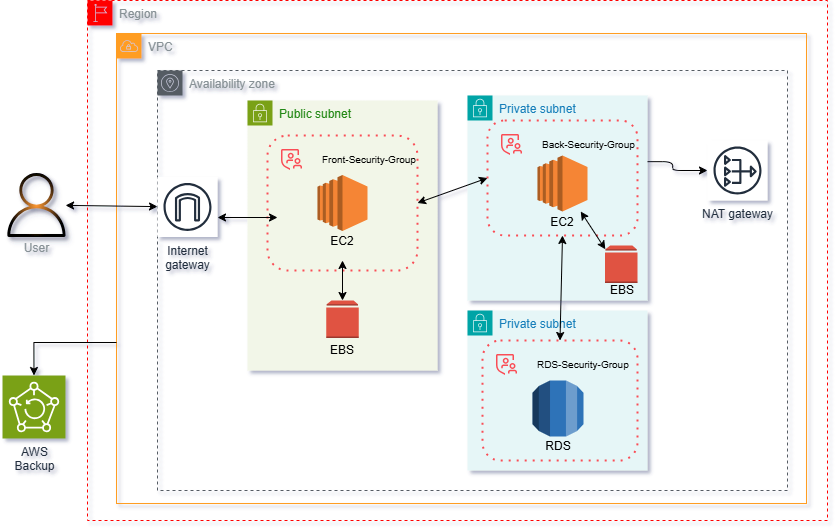 Region
VPC
Availability zone
Public subnet
Front-Security-Group
EC2
EBS
Private subnet
Back-Security-Group
EC2
EBS
Private subnet
RDS-Security-Group
RDS
NAT gateway
User
Internet
gateway
AWS
Backup